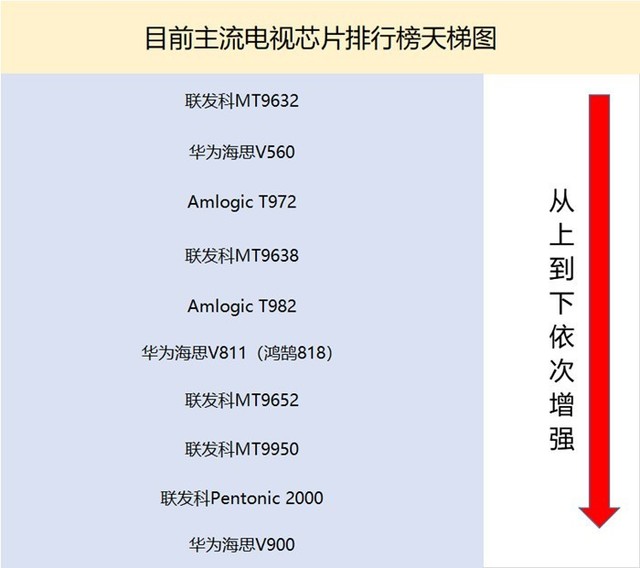 目前主流电视芯片排行榜天梯图
联发科MT9632
华为海思V560
Amlogic T972
联发科MT9638
Amlogic T982
华为海思V811（鸿鹄818）
联发科MT9652
联发科MT9950
联发科Pentonic 2000
华为海思V900
从上到下依次增强